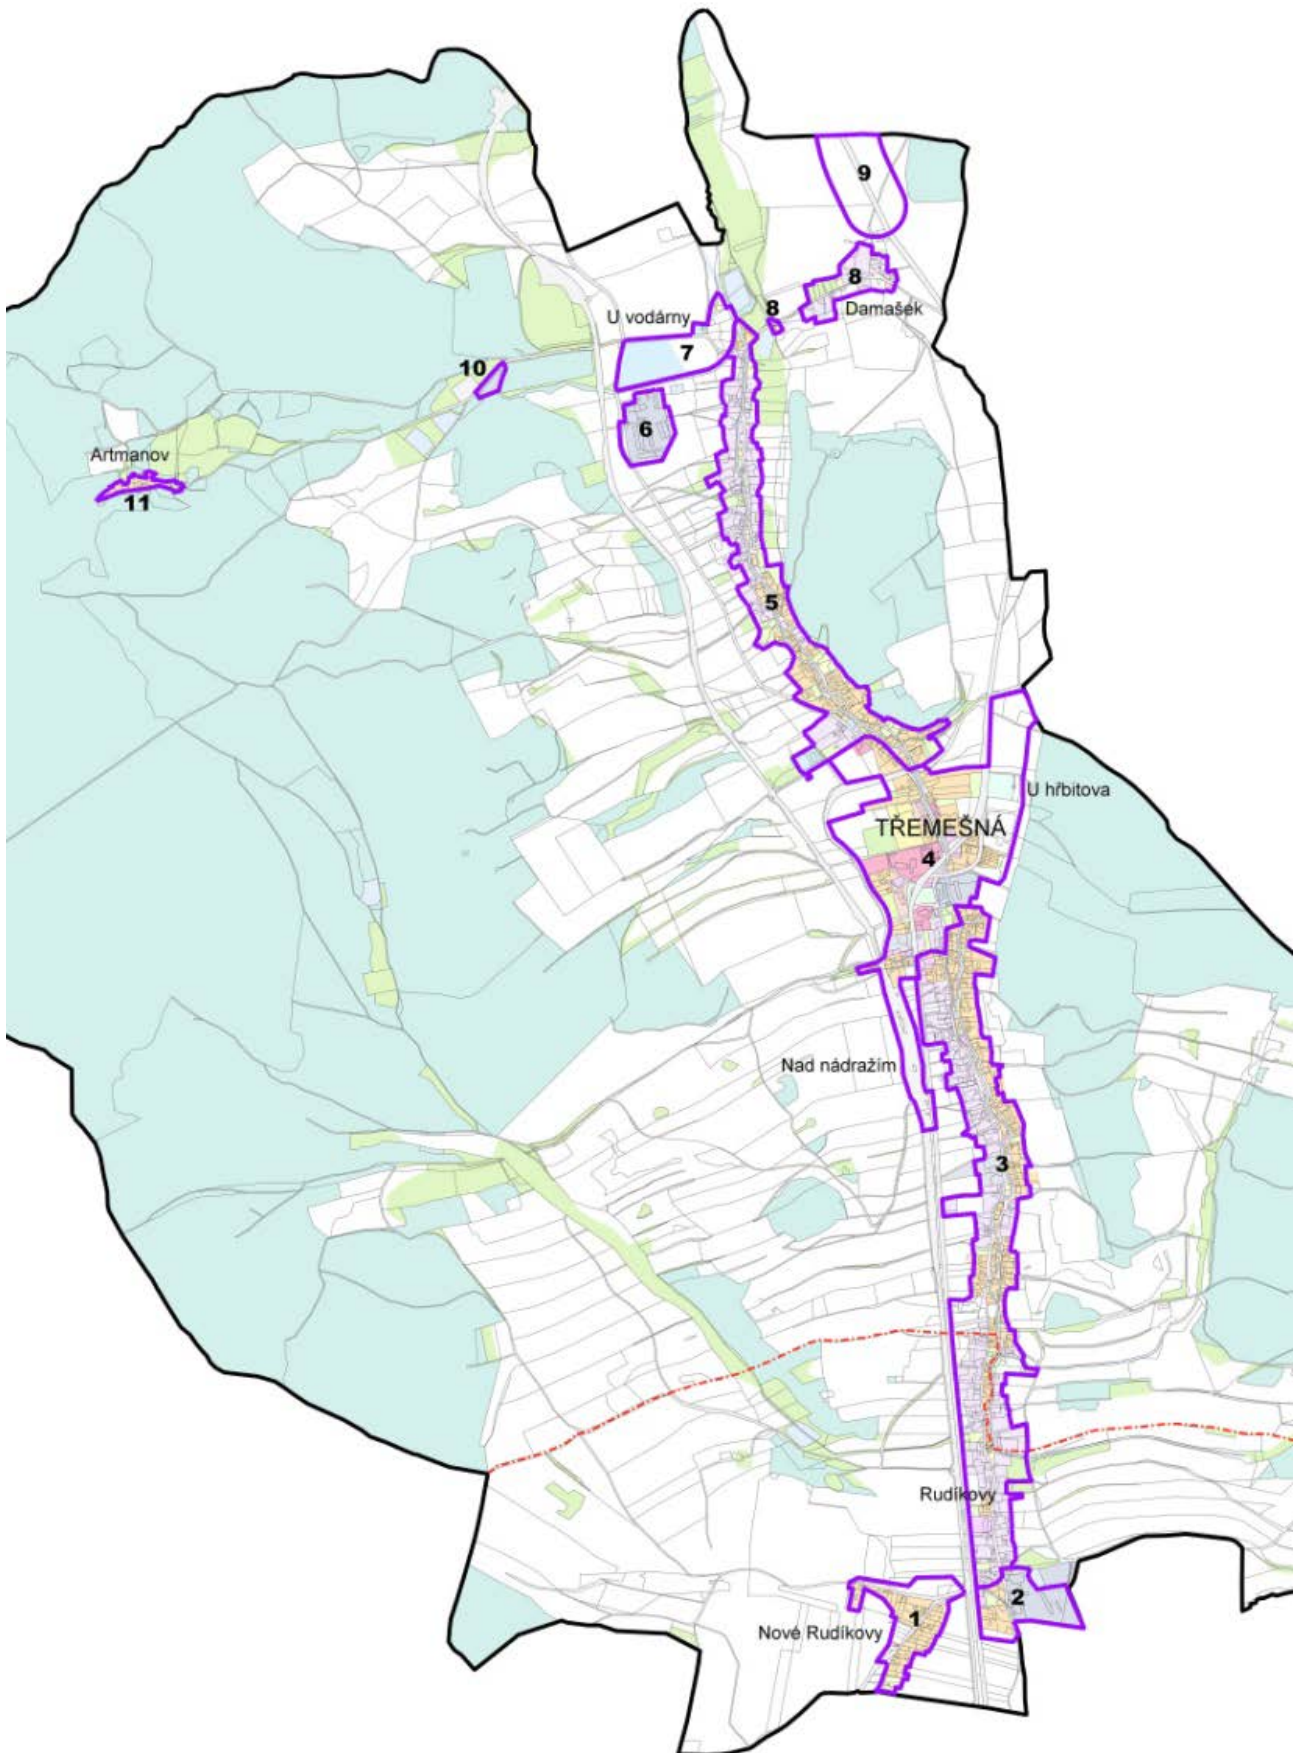 9
8
Damašek
8
U vodárny
7
10
6
Artmanov
11
5
U hřbitova
TŘEMEŠNÁ
4
Nad nádražím
3
Rudíkovy
2
1
Nové Rudíkovy